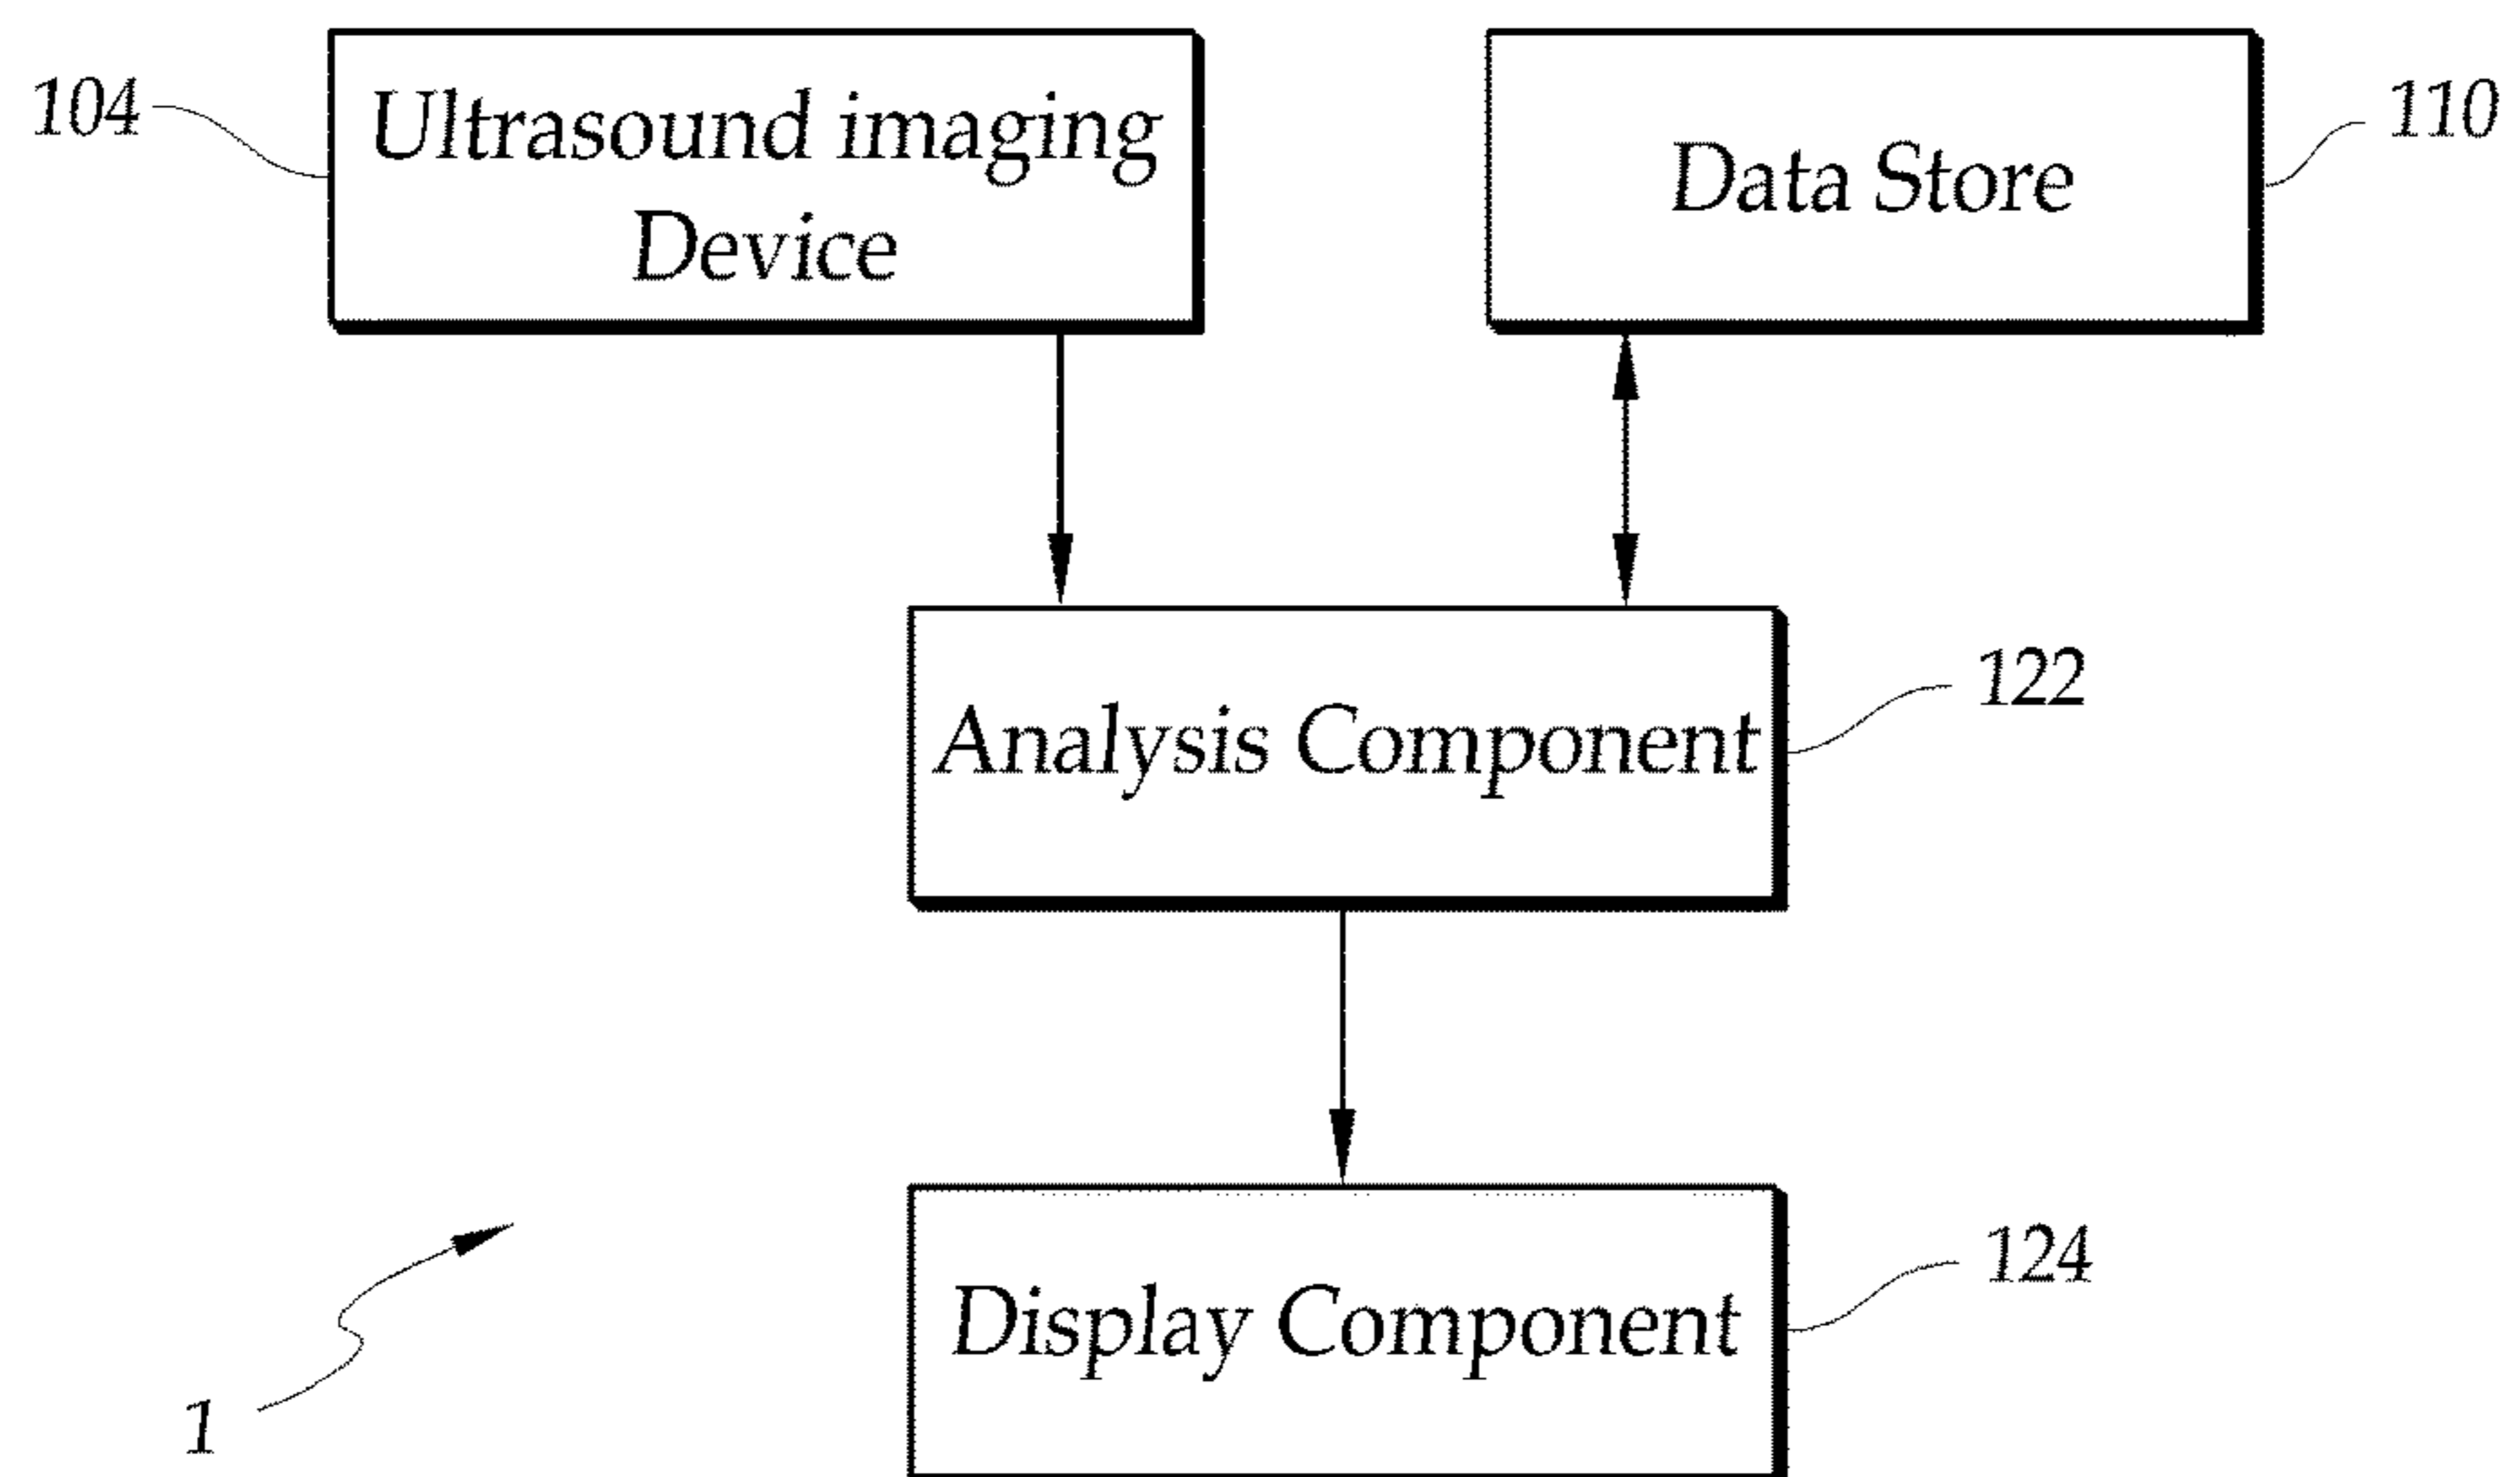 104
Ultrasound imaging
Device
Data Store
110
Analysis Component
122
Display Component
124
1